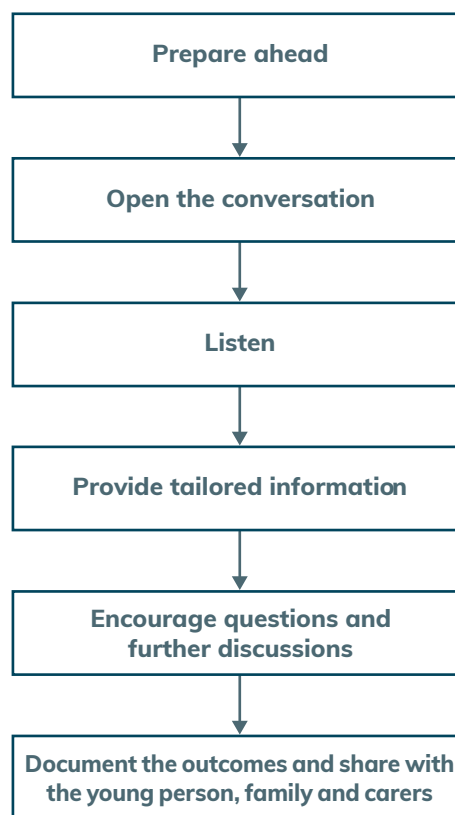 Prepare ahead
Open the conversation
Listen
Provide tailored information
Encourage questions and
further discussions
Document the outcomes and share with
the young person, family and carers